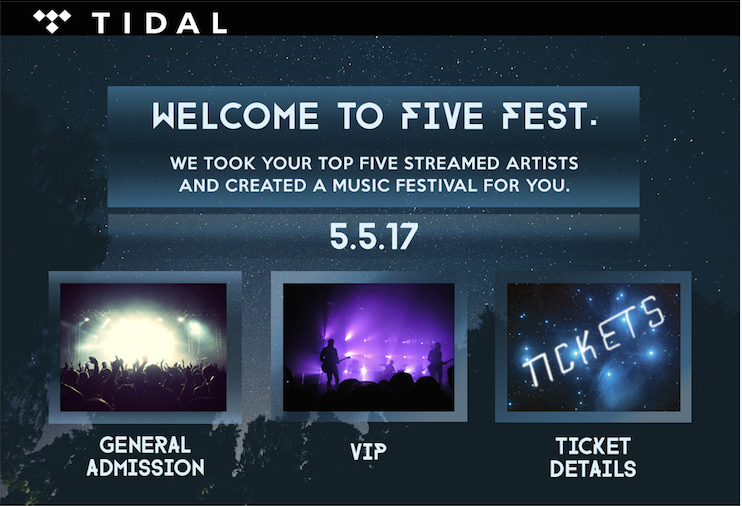 TIDAL
WELCOME TO FIVE FEST.
WE TOOK YOUR TOP FIVE STREAMED ARTISTS
AND CREATED A MUSIC FESTIVAL FOR YOU.
5.5.17
TICKETS
GENERAL
ADMISSION
VIP
TICKET
DETAILS